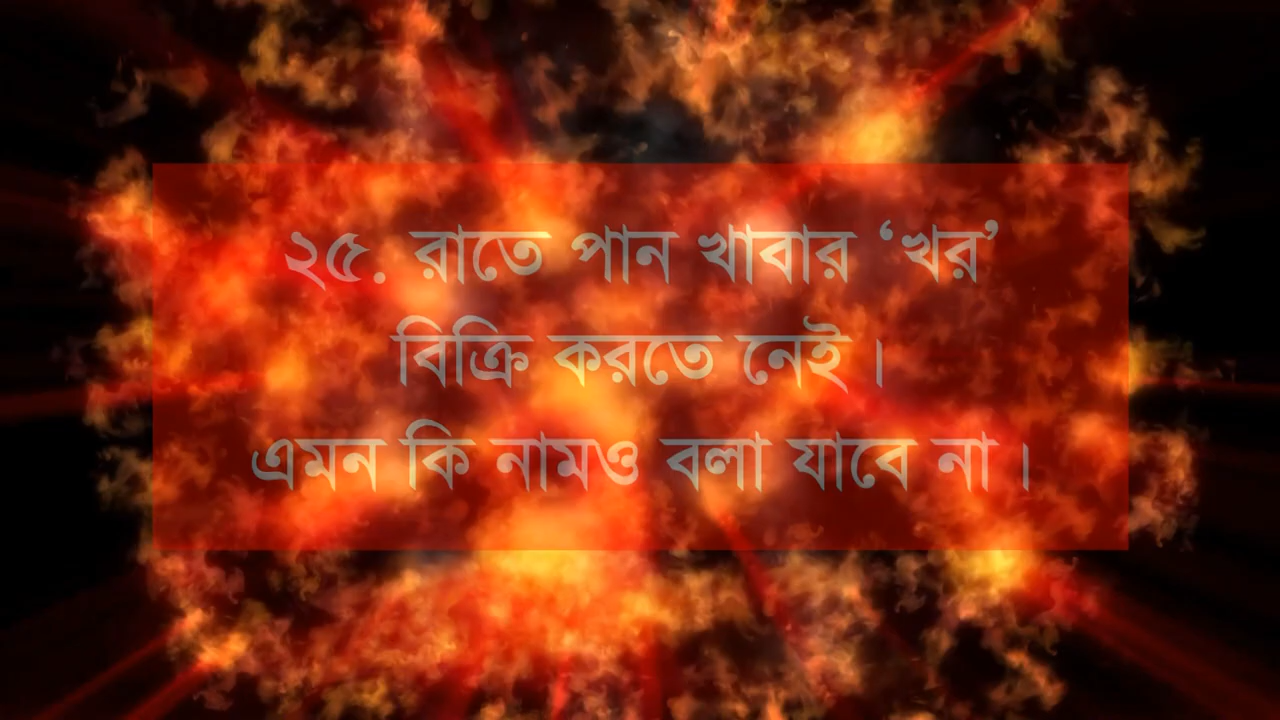 ২৫. রাতে পান খাবার ‘খর’
বিক্রি করতে নেই।
এমন কি নামও বলা যাবে না।